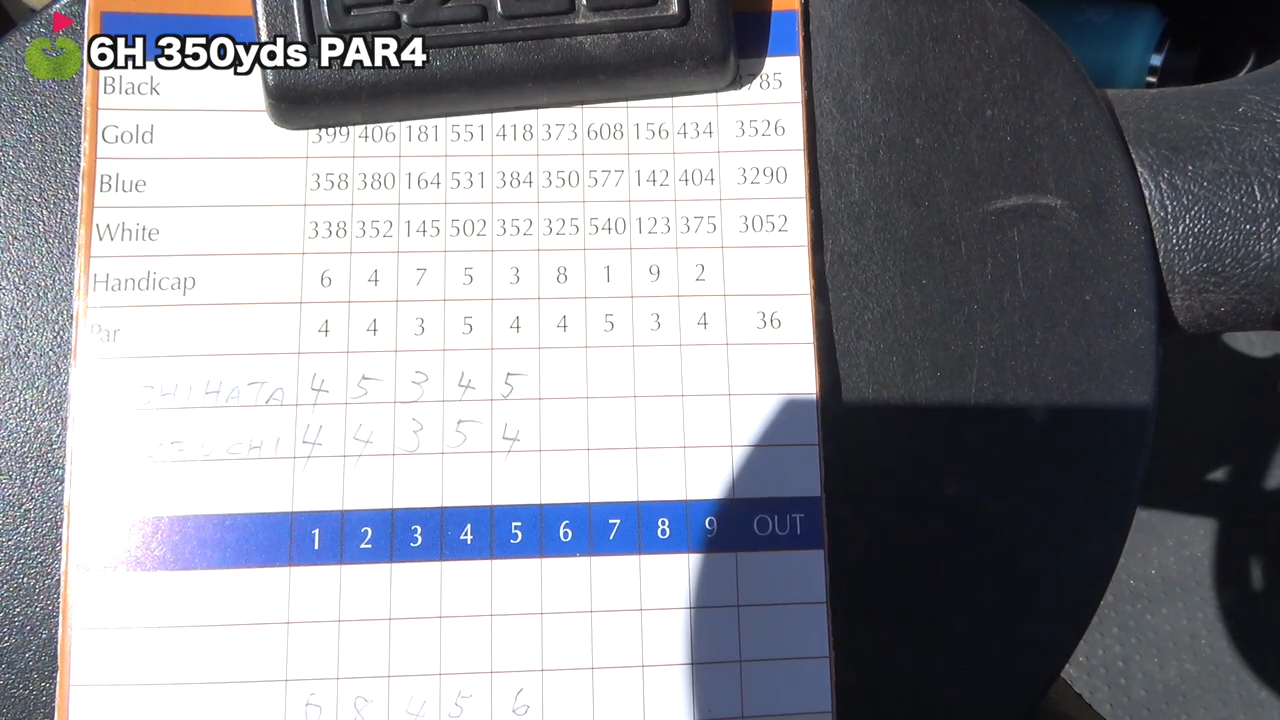 6H 350yds PAR4
Black 785
Gold 399 406 181 551 418 373 608 156 434 3526
Blue 358 380 164 531 384 350 577 142 404 3290
White 338 352 145 502 352 325 540 123 375 3052
Handicap 6 4 7 5 3 8 1 9 2
Par 4 4 3 5 4 4 5 3 4 36
CHIHATA 4 5 3 4 5
4 4 3 5 4
1 2 3 4 5 6 7 8 9 OUT
6 8 4 5 6